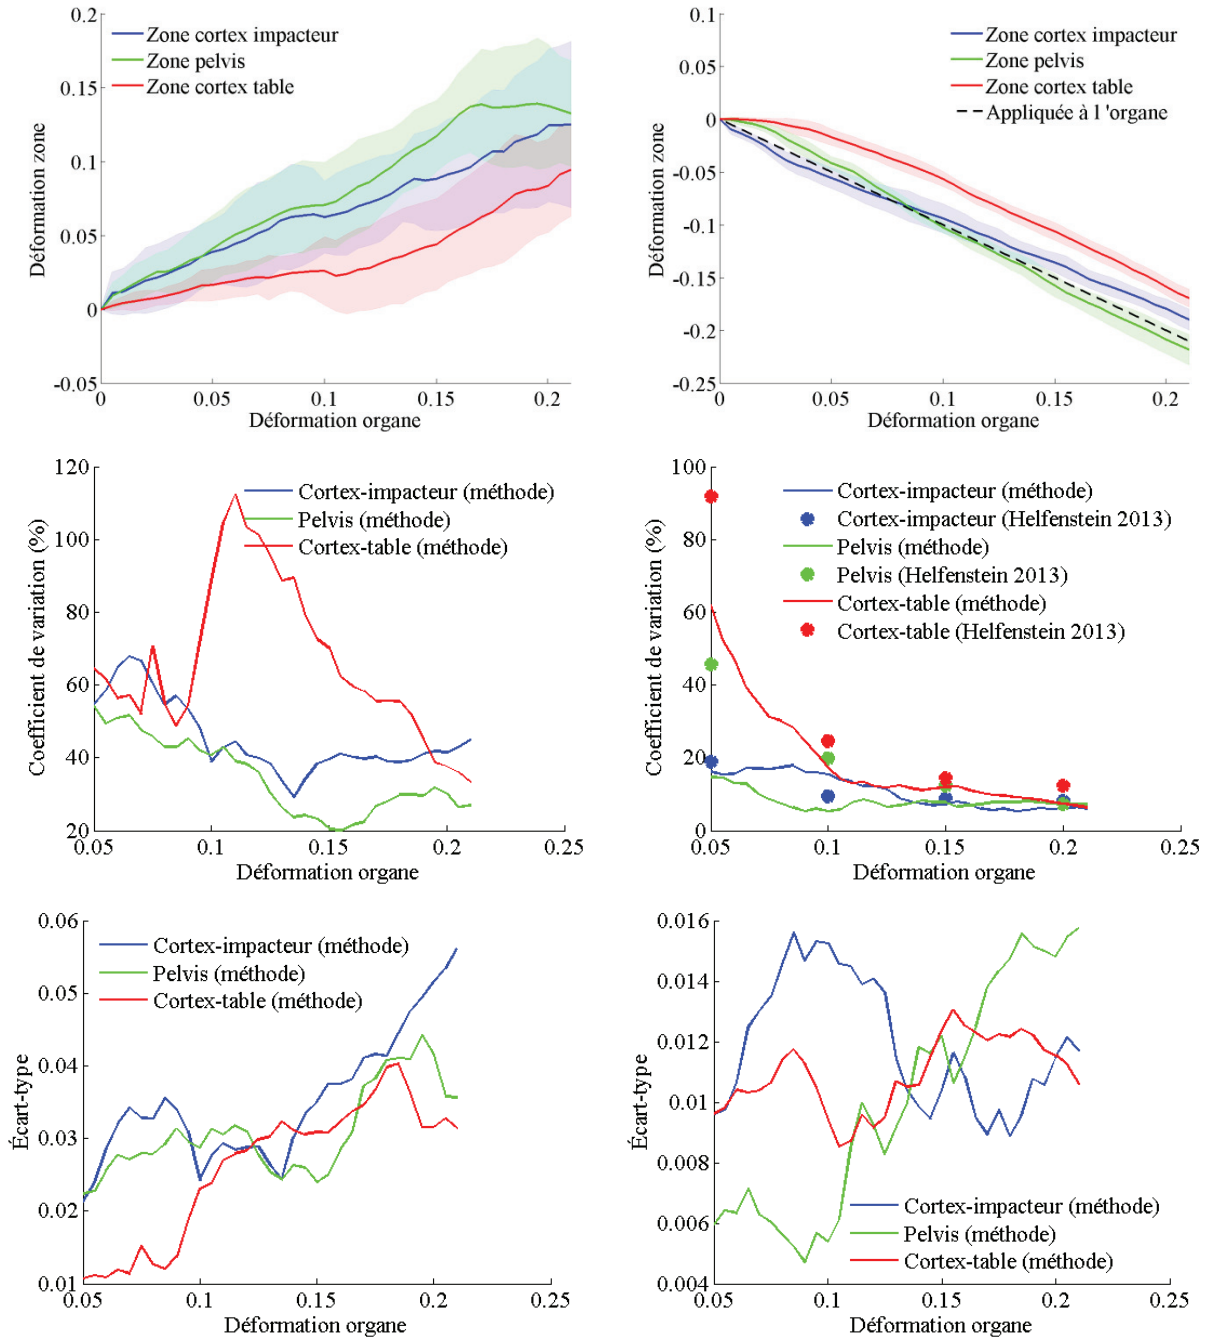 0.2
0.15
0.1
0.05
0
-0.05
Déformation zone
Zone cortex impacteur
Zone pelvis
Zone cortex table
0
0.05
0.1
0.15
0.2
Déformation organe
0.1
0.05
0
-0.05
-0.1
-0.15
-0.2
-0.25
Déformation zone
Zone cortex impacteur
Zone pelvis
Zone cortex table
Appliquée à l 'organe
0
0.05
0.1
0.15
0.2
Déformation organe
120
100
80
60
40
20
Coefficient de variation (%)
Cortex-impacteur (méthode)
Pelvis (méthode)
Cortex-table (méthode)
0.05
0.1
0.15
0.2
0.25
Déformation organe
100
80
60
40
20
0
Coefficient de variation (%)
Cortex-impacteur (méthode)
Cortex-impacteur (Helfenstein 2013)
Pelvis (méthode)
Pelvis (Helfenstein 2013)
Cortex-table (méthode)
Cortex-table (Helfenstein 2013)
0.05
0.1
0.15
0.2
0.25
Déformation organe
0.06
0.05
0.04
0.03
0.02
0.01
Écart-type
Cortex-impacteur (méthode)
Pelvis (méthode)
Cortex-table (méthode)
0.05
0.1
0.15
0.2
0.25
Déformation organe
0.016
0.014
0.012
0.01
0.008
0.006
0.004
Écart-type
Cortex-impacteur (méthode)
Pelvis (méthode)
Cortex-table (méthode)
0.05
0.1
0.15
0.2
0.25
Déformation organe